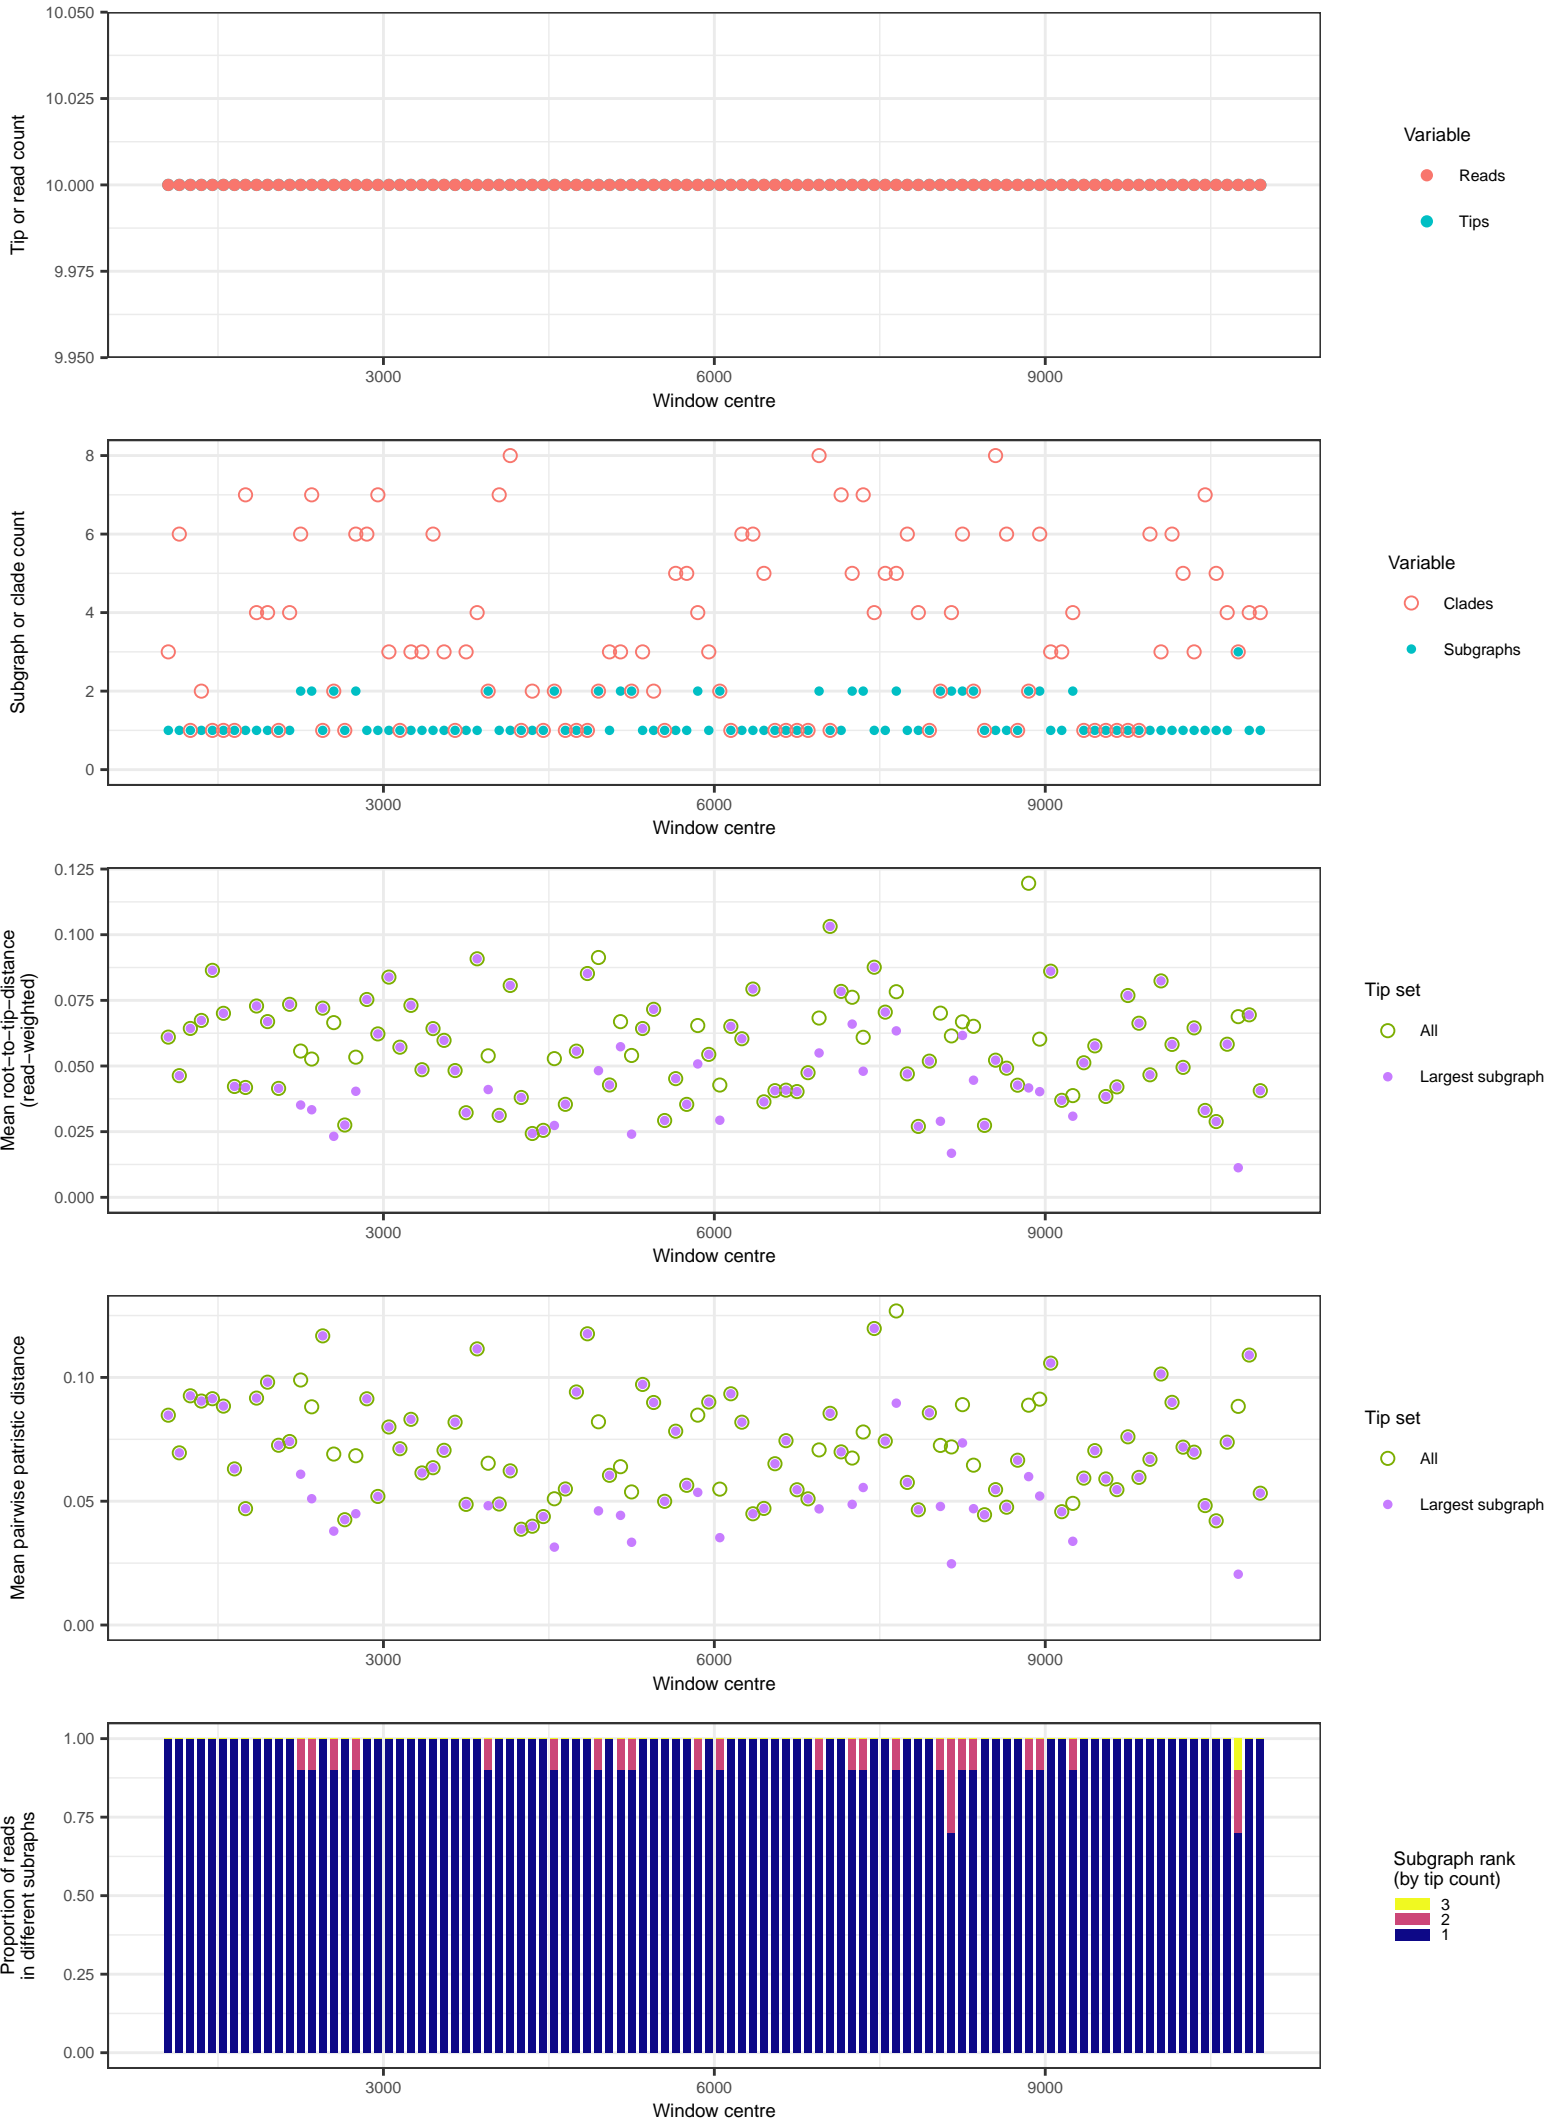 10.050
10.025
10.000
9.975
9.950
Tip or read count
3000
6000
9000
Window centre
Variable
Reads
Tips
8
6
4
2
0
Subgraph or clade count
3000
6000
9000
Window centre
Variable
Clades
Subgraphs
0.125
0.100
0.075
0.050
0.025
0.000
Mean root−to−tip−distance
(read−weighted)
3000
6000
9000
Window centre
Tip set
All
Largest subgraph
0.10
0.05
0.00
Mean pairwise patristic distance
3000
6000
9000
Window centre
Tip set
All
Largest subgraph
1.00
0.75
0.50
0.25
0.00
Proportion of reads
in different subraphs
3000
6000
9000
Window centre
Subgraph rank
(by tip count)
3
2
1